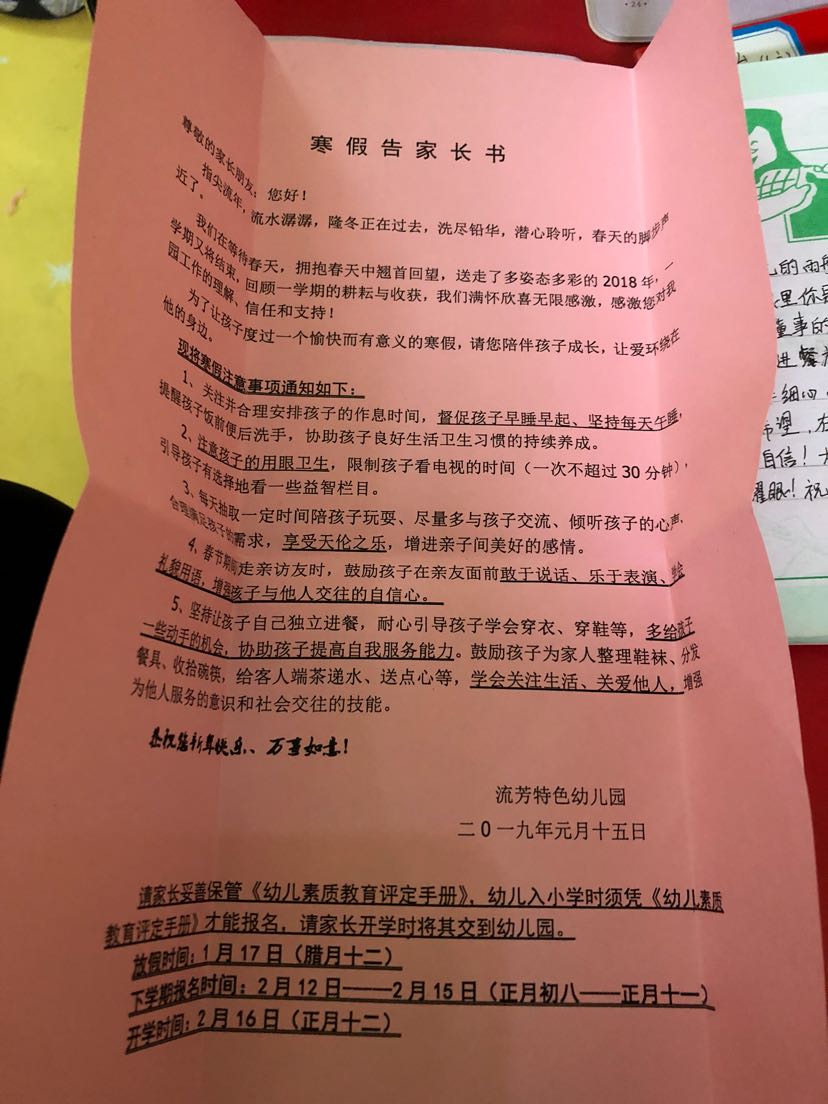 寒假告家长书
尊敬的家长朋友：您好！
指尖流年，流水潺潺，隆冬正在过去，洗尽铅华，潜心聆听，春天的脚步声
近了。
我们在等待春天，拥抱春天中翘首回望，送走了多姿态多彩的2018年，一
学期又将结束，回顾一学期的耕耘与收获，我们满怀欣喜无限感激，感激您对我
园工作的理解、信任和支持！
为了让孩子度过一个愉快而有意义的寒假，请您陪伴孩子成长，让爱环绕在
他的身边。
现将寒假注意事项通知如下：
1、关注并合理安排孩子的作息时间，督促孩子早睡早起、坚持每天午睡，
提醒孩子饭前便后洗手，协助孩子良好生活卫生习惯的持续养成。
2、注意孩子的用眼卫生，限制孩子看电视的时间（一次不超过30分钟），
引导孩子有选择地看一些益智栏目。
3、每天抽取一定时间陪孩子玩耍、尽量多与孩子交流、倾听孩子的心声，
合理满足孩子的需求，享受天伦之乐，增进亲子间美好的感情。
4、春节期间走亲访友时，鼓励孩子在亲友面前敢于说话、乐于表演、学会
礼貌用语，增强孩子与他人交往的自信心。
5、坚持让孩子自己独立进餐，耐心引导孩子学会穿衣、穿鞋等，多给孩子
一些动手的机会，协助孩子提高自我服务能力。鼓励孩子为家人整理鞋袜、分发
餐具、收拾碗筷，给客人端茶递水、送点心等，学会关注生活、关爱他人，增强
为他人服务的意识和社会交往的技能。
恭祝您新年快乐、万事如意！
流芳特色幼儿园
二0一九年元月十五日
请家长妥善保管《幼儿素质教育评定手册》，幼儿入小学时须凭《幼儿素质
教育评定手册》才能报名，请家长开学时将其交到幼儿园。
放假时间：1月17日（腊月十二）
下学期报名时间：2月12日——2月15日（正月初八——正月十一）
开学时间：2月16日（正月十二）
的雨
里你
事的
进餐
细心
希望，在
自信！
耀眼！祝